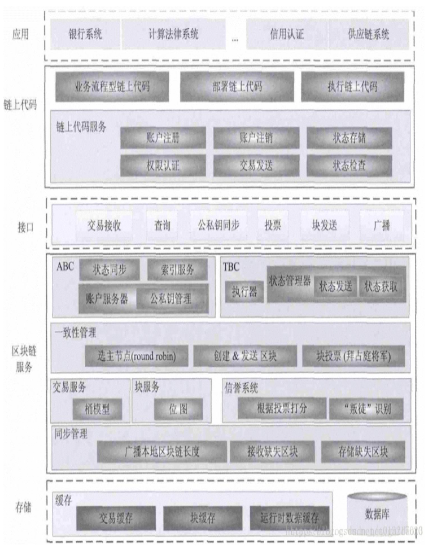 应用
银行系统
计算法律系统
...
信用认证
供应链系统
链上代码
业务流程型链上代码
部署链上代码
执行链上代码
链上代码服务
账户注册
账户注销
状态存储
权限认证
交易发送
状态检查
接口
交易接收
查询
公私钥同步
投票
块发送
广播
区块链服务
ABC
状态同步
索引服务
账户服务器
公私钥管理
TBC
执行器
状态管理器
状态发送
状态获取
一致性管理
选主节点(round robin)
创建 & 发送 区块
块投票 (拜占庭将军)
交易服务
桶模型
块服务
位图
信誉系统
根据投票打分
“叛徒”识别
同步管理
广播本地区块链长度
接收缺失区块
存储缺失区块
存储
缓存
交易缓存
块缓存
运行时数据缓存
数据库